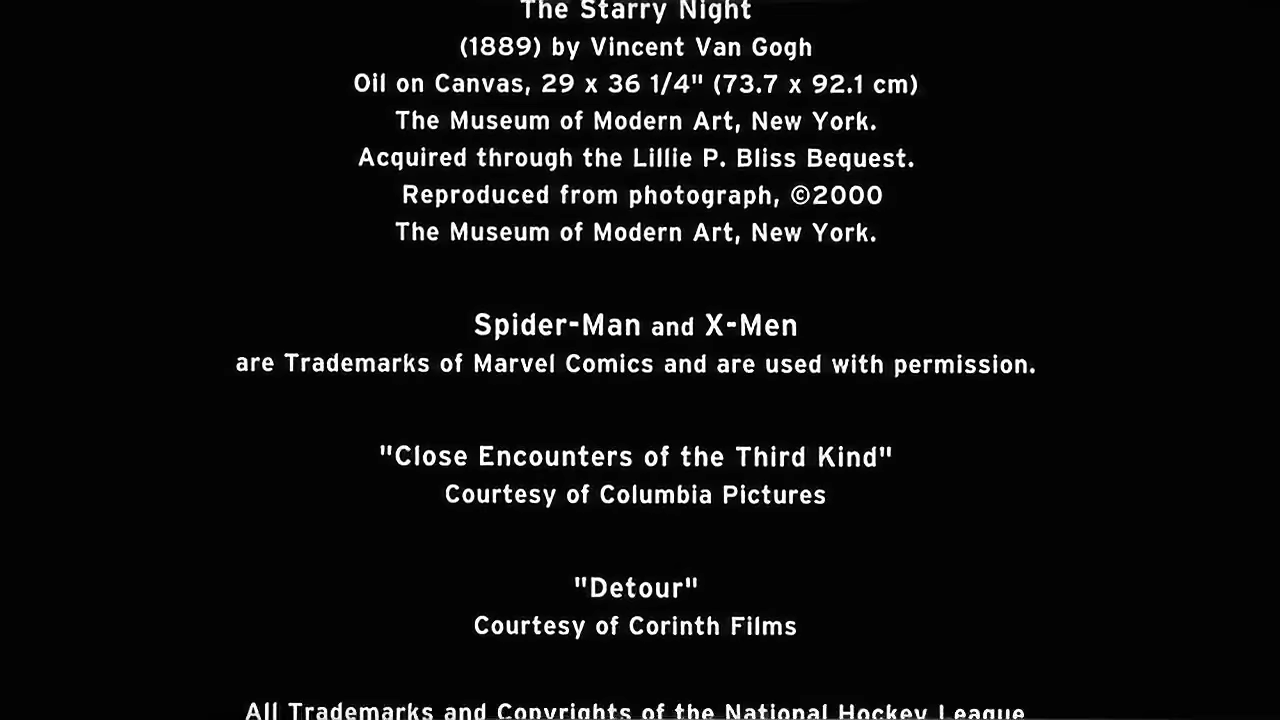 The Starry Night
(1889) by Vincent Van Gogh
Oil on Canvas, 29 x 36 1/4" (73.7 x 92.1 cm)
The Museum of Modern Art, New York.
Acquired through the Lillie P. Bliss Bequest.
Reproduced from photograph, ©2000
The Museum of Modern Art, New York.
Spider-Man and X-Men
are Trademarks of Marvel Comics and are used with permission.
"Close Encounters of the Third Kind"
Courtesy of Columbia Pictures
"Detour"
Courtesy of Corinth Films
All Trademarks and Copyrights of the National Hockey League